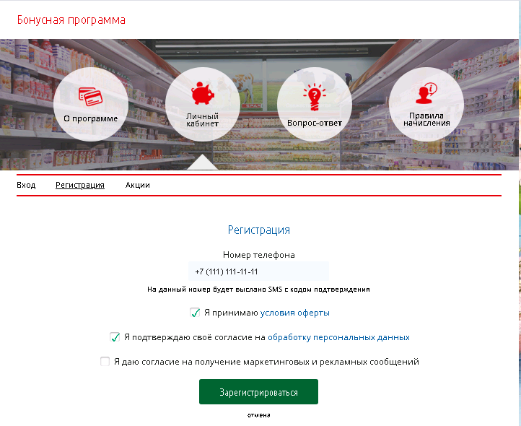 Бонусная программа
О программе
Личный
кабинет
Вопрос-ответ
Правила
начисления
Вход Регистрация Акции
Регистрация
Номер телефона
+7 (111) 111-11-11
На данный номер будет выслано SMS с кодом подтверждения
Я принимаю условия оферты
Я подтверждаю своё согласие на обработку персональных данных
Я даю согласие на получение маркетинговых и рекламных сообщений
Зарегистрироваться
отмена